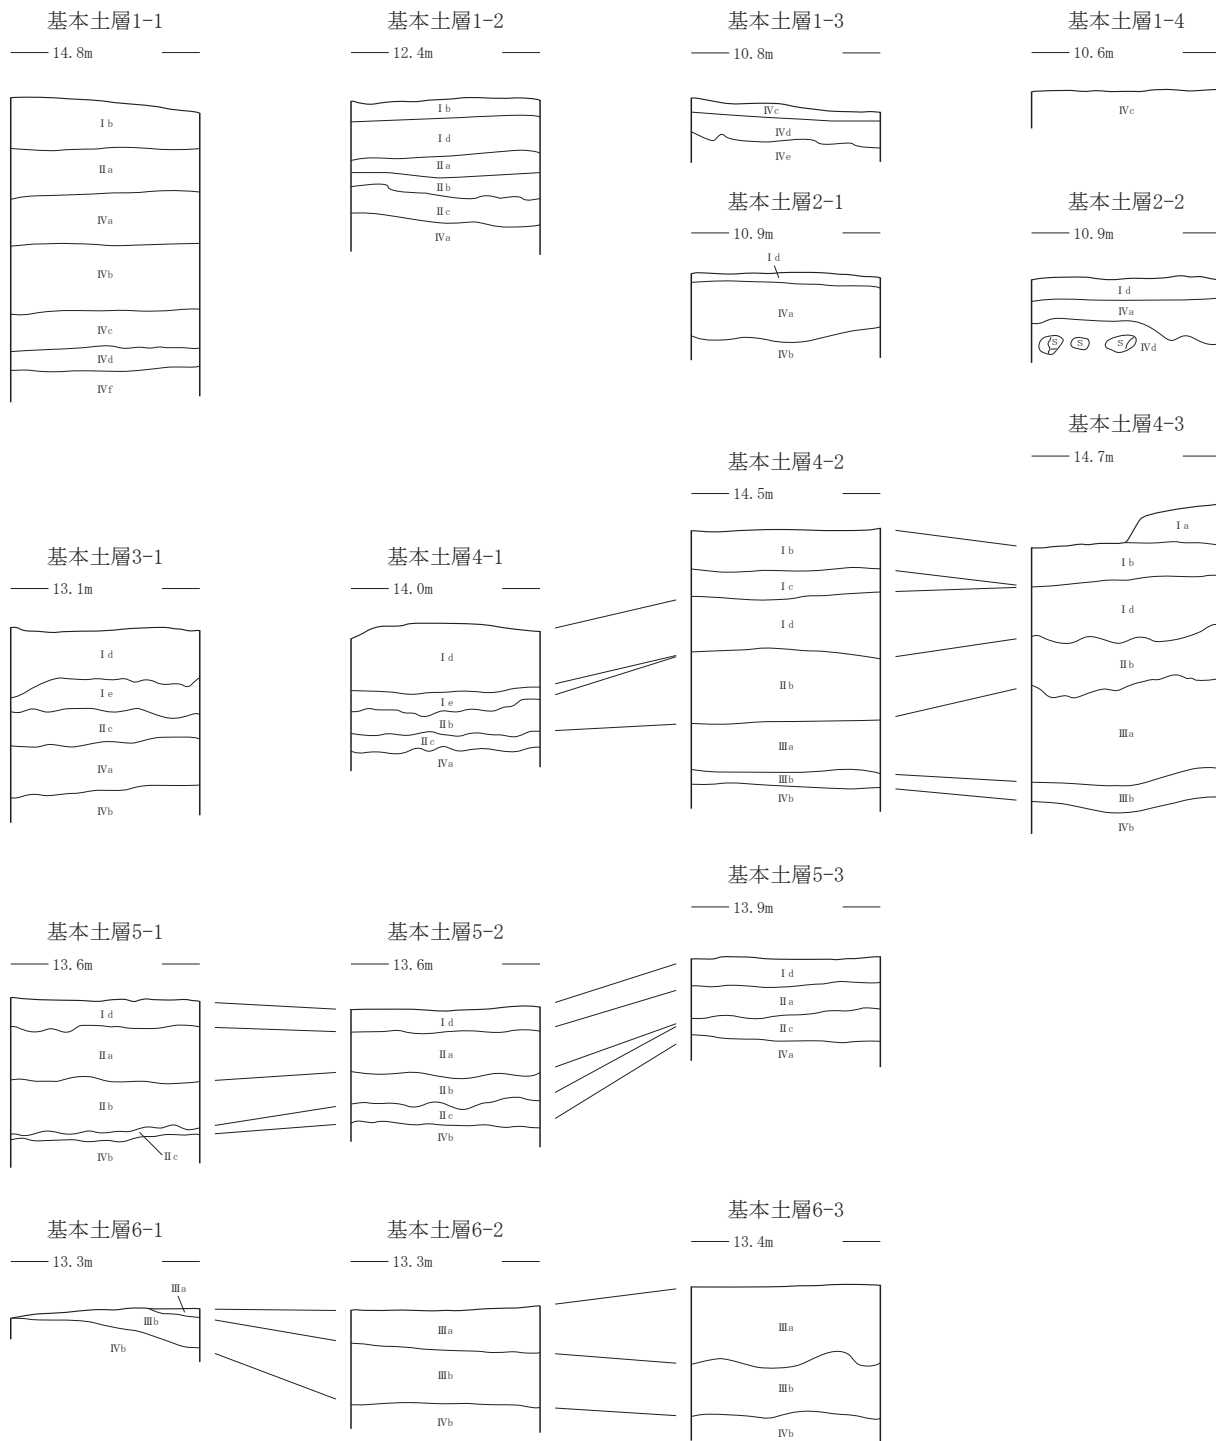 基本土層1-1
14.8m
Ⅰb
Ⅱa
Ⅳa
Ⅳb
Ⅳc
Ⅳd
Ⅳf
基本土層1-2
12.4m
Ⅰb
Ⅰd
Ⅱa
Ⅱb
Ⅱc
Ⅳa
基本土層1-3
10.8m
Ⅳc
Ⅳd
Ⅳe
基本土層1-4
10.6m
Ⅳc
基本土層2-1
10.9m
Ⅰd
Ⅳa
Ⅳb
基本土層2-2
10.9m
Ⅰd
Ⅳa
S
S
S
Ⅳd
基本土層3-1
13.1m
Ⅰd
Ⅰe
Ⅱc
Ⅳa
Ⅳb
基本土層4-1
14.0m
Ⅰd
Ⅰe
Ⅱb
Ⅱc
Ⅳa
基本土層4-2
14.5m
Ⅰb
Ⅰc
Ⅰd
Ⅱb
Ⅲa
Ⅲb
Ⅳb
基本土層4-3
14.7m
Ⅰa
Ⅰb
Ⅰd
Ⅱb
Ⅲa
Ⅲb
Ⅳb
基本土層5-1
13.6m
Ⅰd
Ⅱa
Ⅱb
Ⅳb
Ⅱc
基本土層5-2
13.6m
Ⅰd
Ⅱa
Ⅱb
Ⅱc
Ⅳb
基本土層5-3
13.9m
Ⅰd
Ⅱa
Ⅱc
Ⅳa
基本土層6-1
13.3m
Ⅲa
Ⅲb
Ⅳb
基本土層6-2
13.3m
Ⅲa
Ⅲb
Ⅳb
基本土層6-3
13.4m
Ⅲa
Ⅲb
Ⅳb